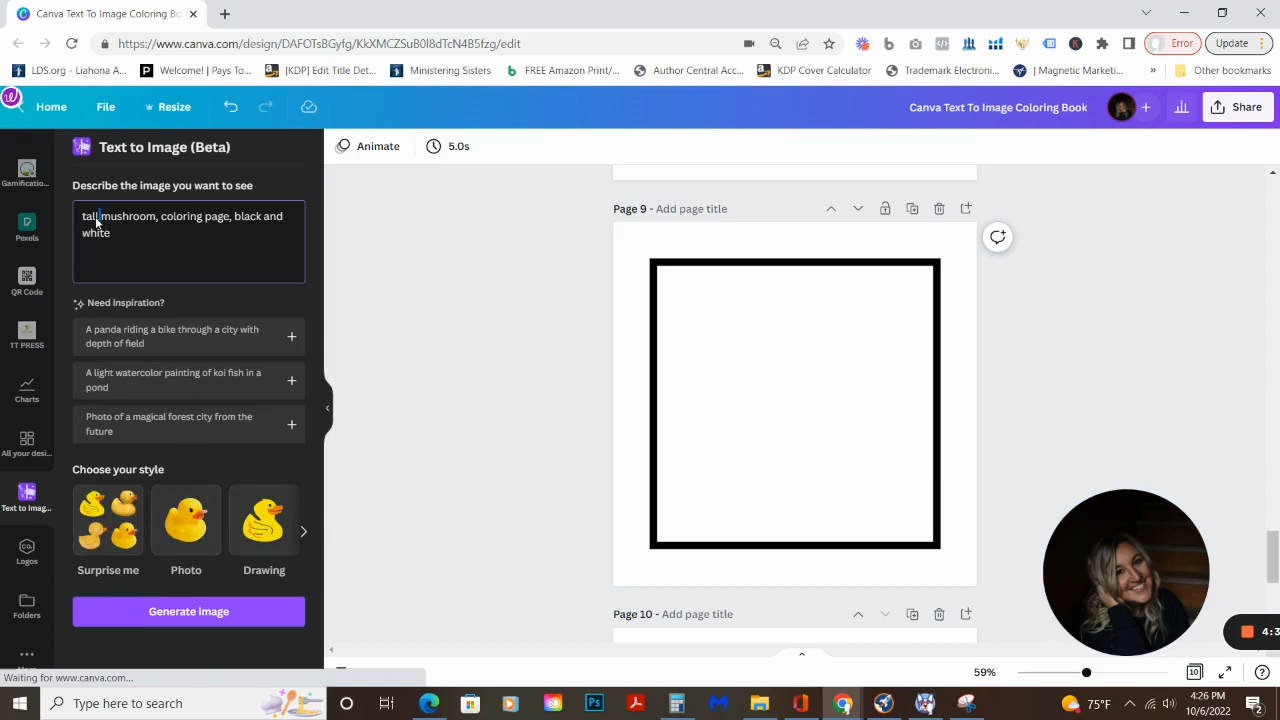 Canva Text To Image Coloring Bo
https://www.canva.com/design/DAFOTsBGyfg/KkXMCZSuB0l8dTcN4B5fzg/edit
Error
Update
LDS.org - Liahona A...
Welcome! | Pays To...
[KDP] Edit Title Det...
Ministering Sisters
FREE Amazon Print/...
Author Central Acc...
KDP Cover Calculator
Trademark Electroni...
| Magnetic Marketi...
»
Other bookmarks
Home
File
Resize
Canva Text To Image Coloring Book
Share
Text to Image (Beta)
Animate
5.0s
Describe the image you want to see
tall mushroom, coloring page, black and
white
Gamificatio...
Pexels
QR Code
TT PRESS
Charts
All your desi...
Text to Imag...
Logos
Folders
Need inspiration?
A panda riding a bike through a city with
depth of field
A light watercolor painting of koi fish in a
pond
Photo of a magical forest city from the
future
Choose your style
Surprise me
Photo
Drawing
Generate image
Page 9 - Add page title
Page 10 - Add page title
4:3
Waiting for www.canva.com...
59%
10
Type here to search
75°F
4:26 PM
10/6/2022